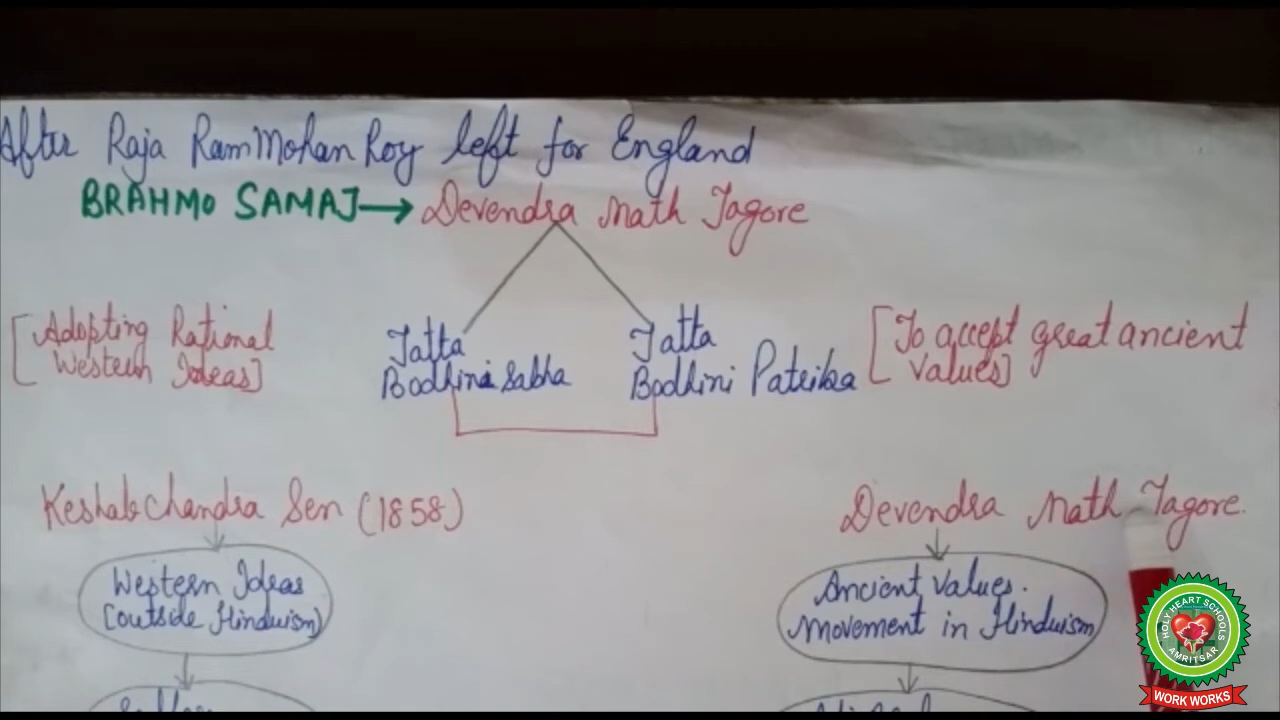 After Raja RamMohan Roy left for England
BRAHMO SAMAJ → Devendra Nath Tagore
[Adopting Rational
Western Ideas]
Tatta
Bodhini Sabha
Tatta
Bodhini Patrika
[To accept great ancient
values]
Keshab Chandra Sen (1858)
Devendra Nath Tagore.
Western Ideas
(outside Hinduism)
Ancient values.
Movement in Hinduism
HOLY HEART SCHOOLS
AMRITSAR
WORK WORKS